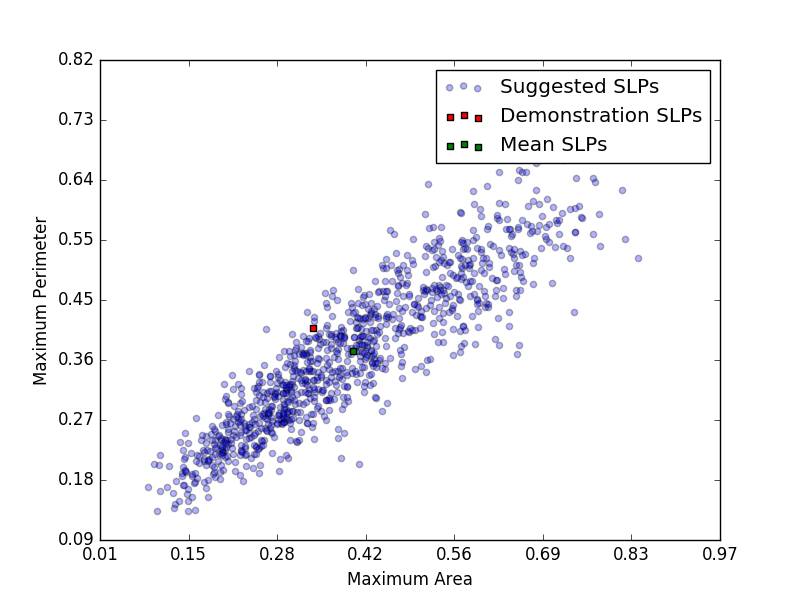 0.82
0.73
0.64
0.55
0.45
0.36
0.27
0.18
0.09
Maximum Perimeter
Suggested SLPs
Demonstration SLPs
Mean SLPs
0.01 0.15 0.28 0.42 0.56 0.69 0.83 0.97
Maximum Area